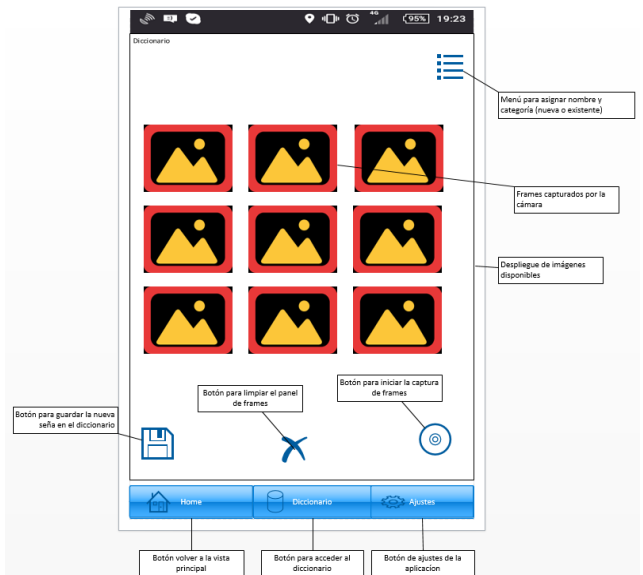 4G
95%
19:23
Diccionario
Menú para asignar nombre y
categoría (nueva o existente)
Frames capturados por la
cámara
Despliegue de imágenes
disponibles
Botón para iniciar la captura
de frames
Botón para limpiar el panel
de frames
Botón para guardar la nueva
seña en el diccionario
Home
Diccionario
Ajustes
Botón volver a la vista
principal
Botón para acceder al
diccionario
Botón de ajustes de la
aplicacion